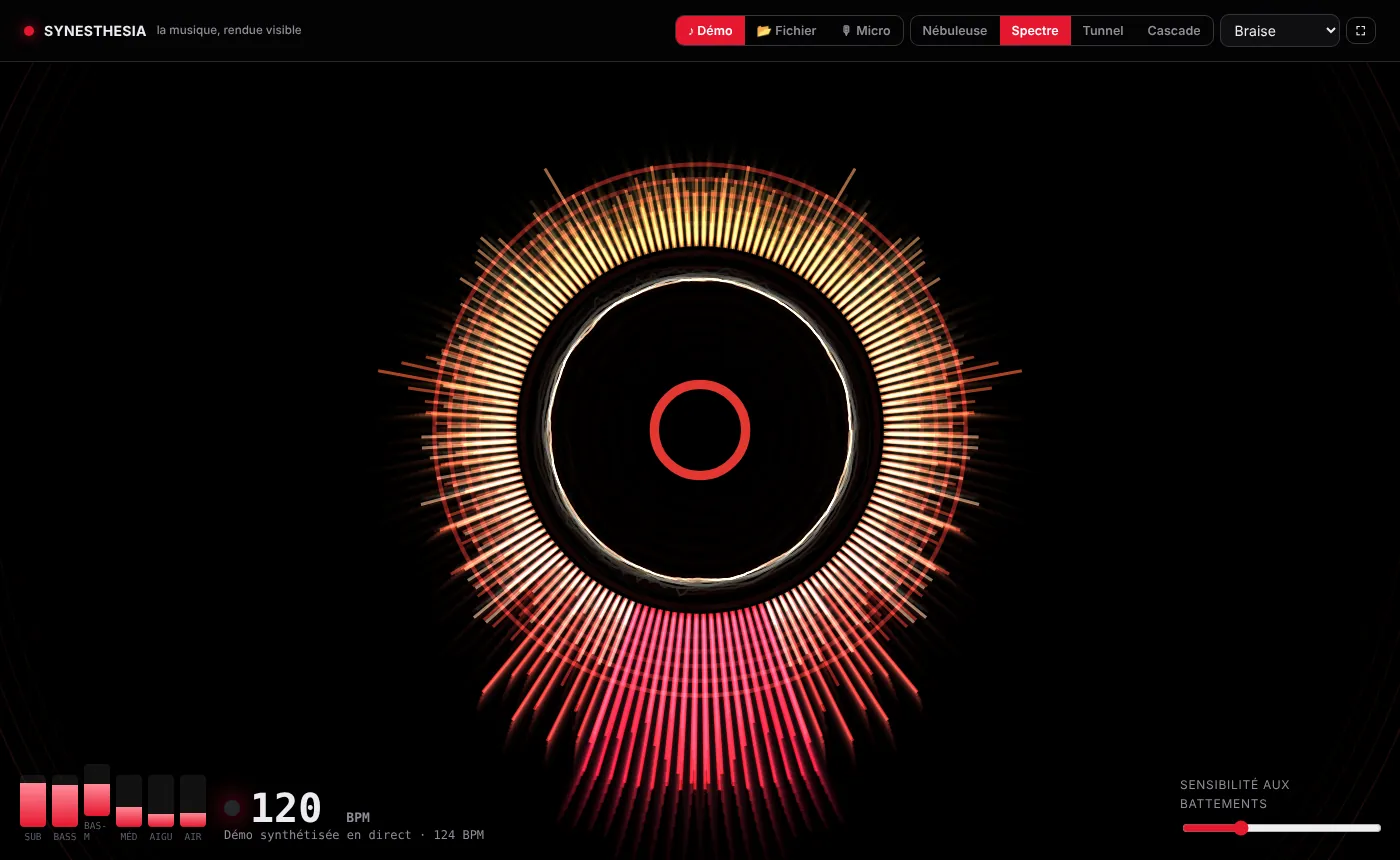 SYNESTHESIA la musique, rendue visible
♪ Démo 📂 Fichier 🎙 Micro Nébuleuse Spectre Tunnel Cascade Braise
120 BPM
Démo synthétisée en direct · 124 BPM
SUB BASS BAS-M MÉD AIGU AIR
SENSIBILITÉ AUX
BATTEMENTS